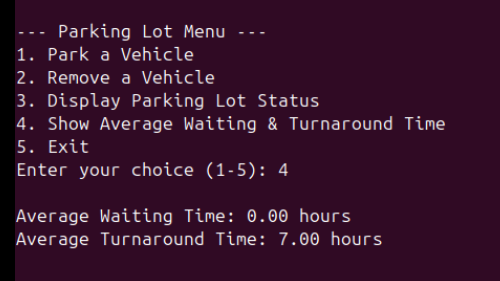 --- Parking Lot Menu ---
1. Park a Vehicle
2. Remove a Vehicle
3. Display Parking Lot Status
4. Show Average Waiting & Turnaround Time
5. Exit
Enter your choice (1-5): 4
Average Waiting Time: 0.00 hours
Average Turnaround Time: 7.00 hours